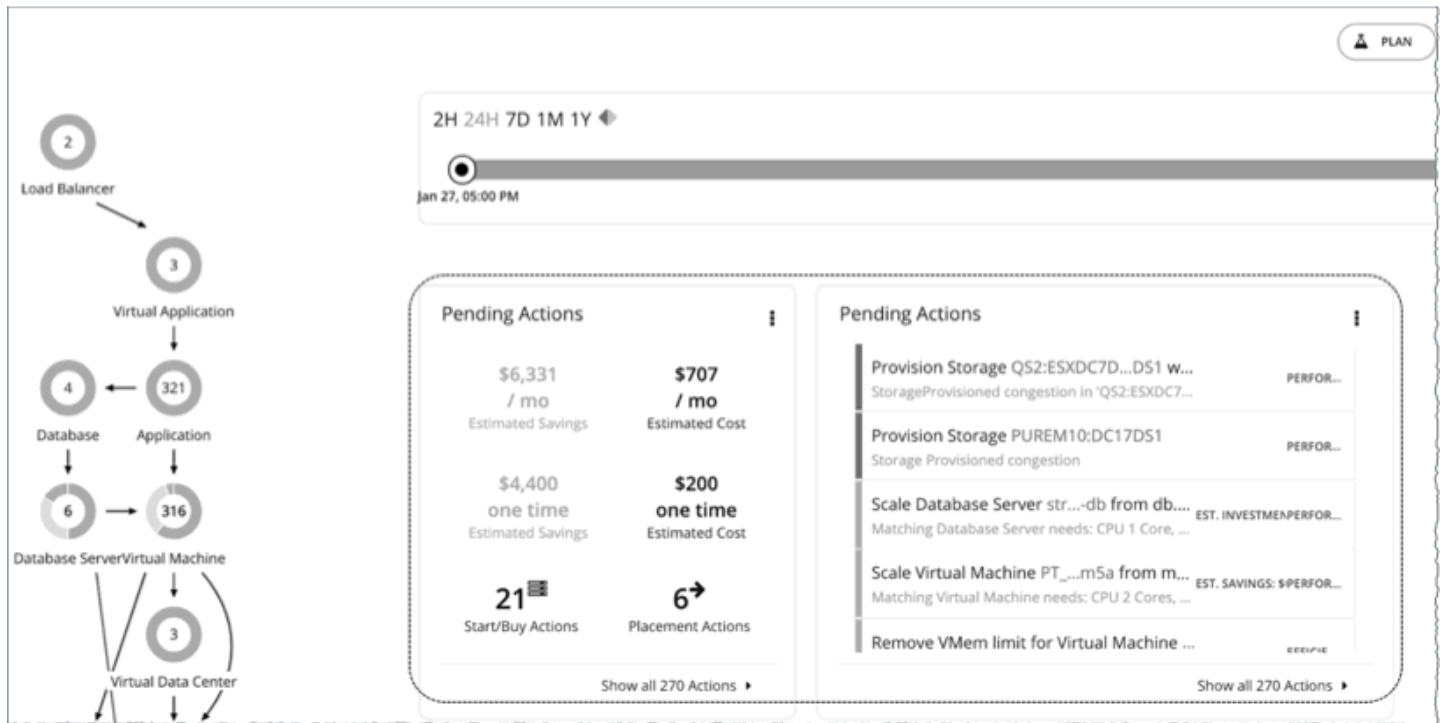 PLAN
2H 24H 7D 1M 1Y
Jan 27, 05:00 PM
2
Load Balancer
3
Virtual Application
4
321
Database
Application
6
316
Database Server
Virtual Machine
3
Virtual Data Center
Pending Actions
$6,331
/ mo
Estimated Savings
$707
/ mo
Estimated Cost
$4,400
one time
Estimated Savings
$200
one time
Estimated Cost
21
Start/Buy Actions
6
Placement Actions
Show all 270 Actions
Pending Actions
Provision Storage QS2:ESXDC7D...DS1 w...
StorageProvisioned congestion in 'QS2:ESXDC7...
PERFOR...
Provision Storage PUREM10:DC17DS1
Storage Provisioned congestion
PERFOR...
Scale Database Server str...-db from db....
Matching Database Server needs: CPU 1 Core, ...
EST. INVESTMEN PERFOR...
Scale Virtual Machine PT_...m5a from m...
Matching Virtual Machine needs: CPU 2 Cores, ...
EST. SAVINGS: $ PERFOR...
Remove VMem limit for Virtual Machine ...
Show all 270 Actions